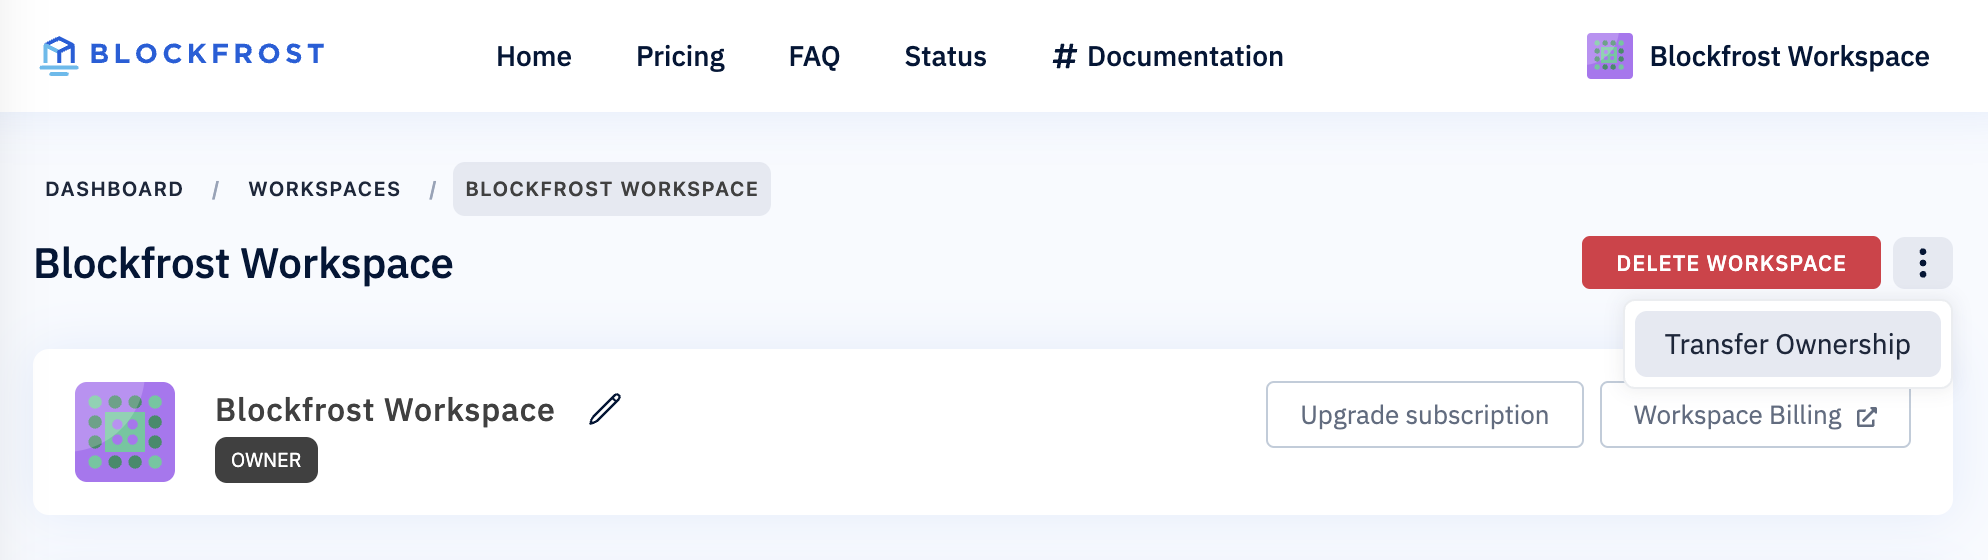 BLOCKFROST Home Pricing FAQ Status # Documentation Blockfrost Workspace
DASHBOARD / WORKSPACES / BLOCKFROST WORKSPACE
Blockfrost Workspace DELETE WORKSPACE
Transfer Ownership
Blockfrost Workspace Upgrade subscription Workspace Billing
OWNER